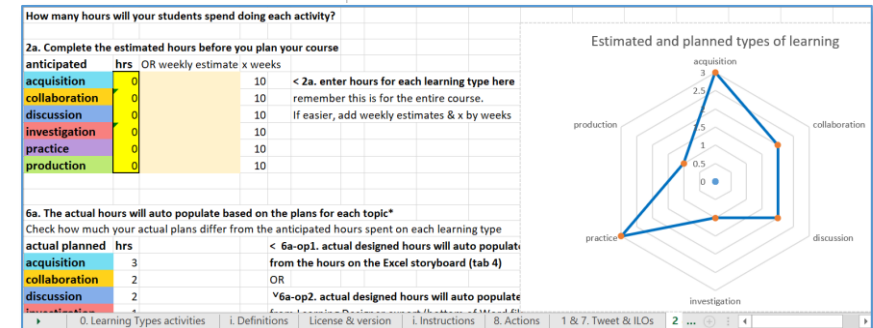 How many hours will your students spend doing each activity?
2a. Complete the estimated hours before you plan your course
anticipated hrs OR weekly estimate x weeks
acquisition 0 10 < 2a. enter hours for each learning type here
collaboration 0 10 remember this is for the entire course.
discussion 0 10 If easier, add weekly estimates & x by weeks
investigation 0 10
practice 0 10
production 0 10
6a. The actual hours will auto populate based on the plans for each topic*
Check how much your actual plans differ from the anticipated hours spent on each learning type
actual planned hrs < 6a-op1. actual designed hours will auto populat
acquisition 3 from the hours on the Excel storyboard (tab 4)
collaboration 2 OR
discussion 2 v6a-op2. actual designed hours will auto populate
Estimated and planned types of learning
acquisition
3
2.5
.5
1
0.5
0
production
collaboration
practice
discussion
investigation
0. Learning Types activities i. Definitions License & version i. Instructions 8. Actions 1 & 7. Tweet & ILOs 2 ...